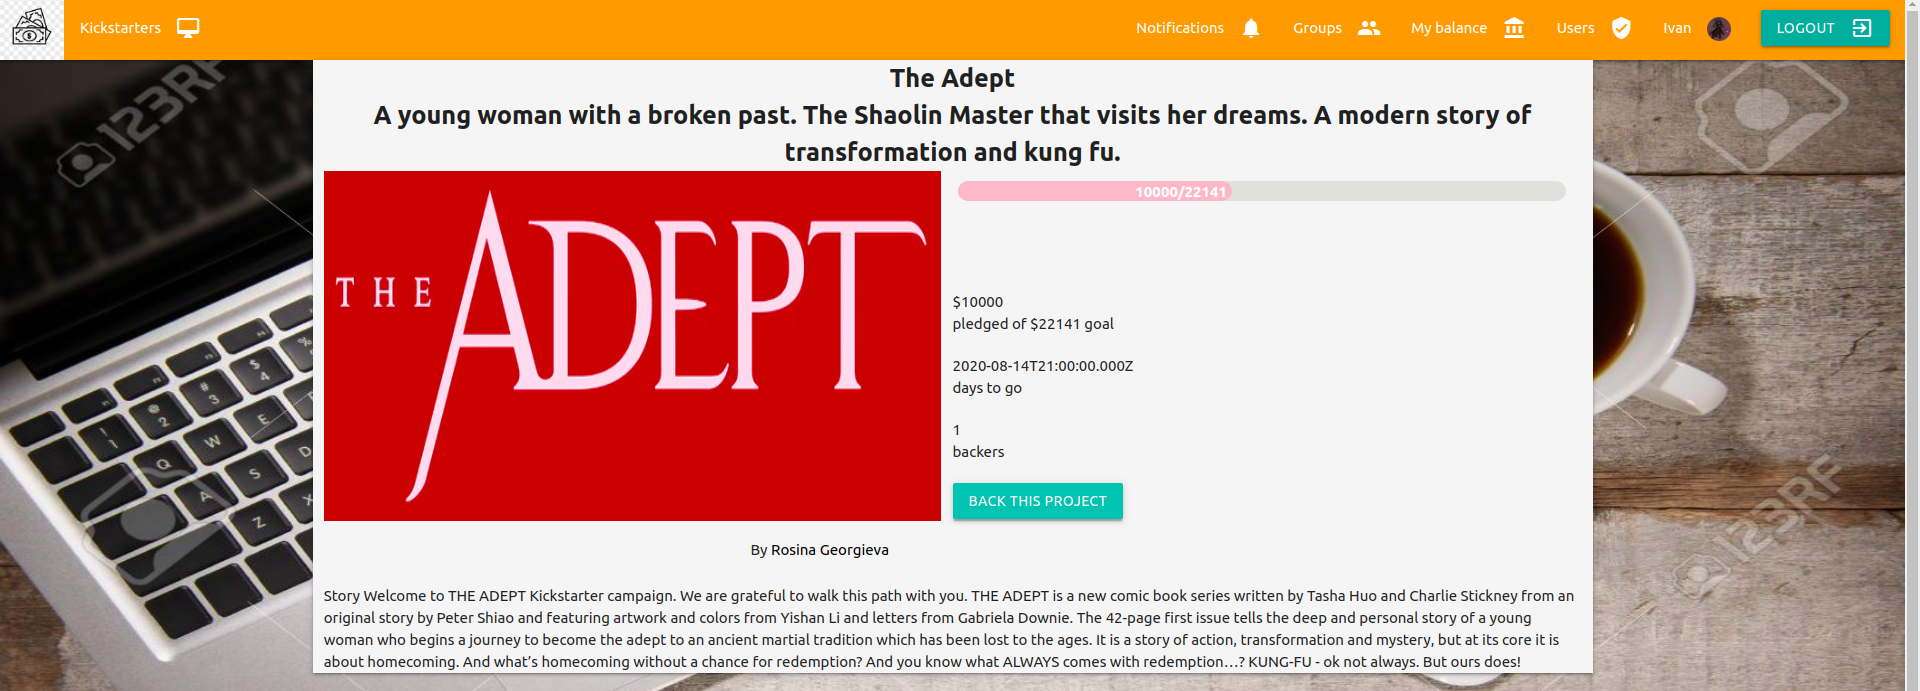 Kickstarters
Notifications
Groups
My balance
Users
Ivan
LOGOUT
The Adept
A young woman with a broken past. The Shaolin Master that visits her dreams. A modern story of
transformation and kung fu.
THE ADEPT
10000/22141
$10000
pledged of $22141 goal
2020-08-14T21:00:00.000Z
days to go
1
backers
BACK THIS PROJECT
By Rosina Georgieva
Story Welcome to THE ADEPT Kickstarter campaign. We are grateful to walk this path with you. THE ADEPT is a new comic book series written by Tasha Huo and Charlie Stickney from an
original story by Peter Shiao and featuring artwork and colors from Yishan Li and letters from Gabriela Downie. The 42-page first issue tells the deep and personal story of a young
woman who begins a journey to become the adept to an ancient martial tradition which has been lost to the ages. It is a story of action, transformation and mystery, but at its core it is
about homecoming. And what’s homecoming without a chance for redemption? And you know what ALWAYS comes with redemption…? KUNG-FU - ok not always. But ours does!
123RF
123RF
$
4
#
3
@
2
!
1
Q
W
E
A
S
D
Z
X